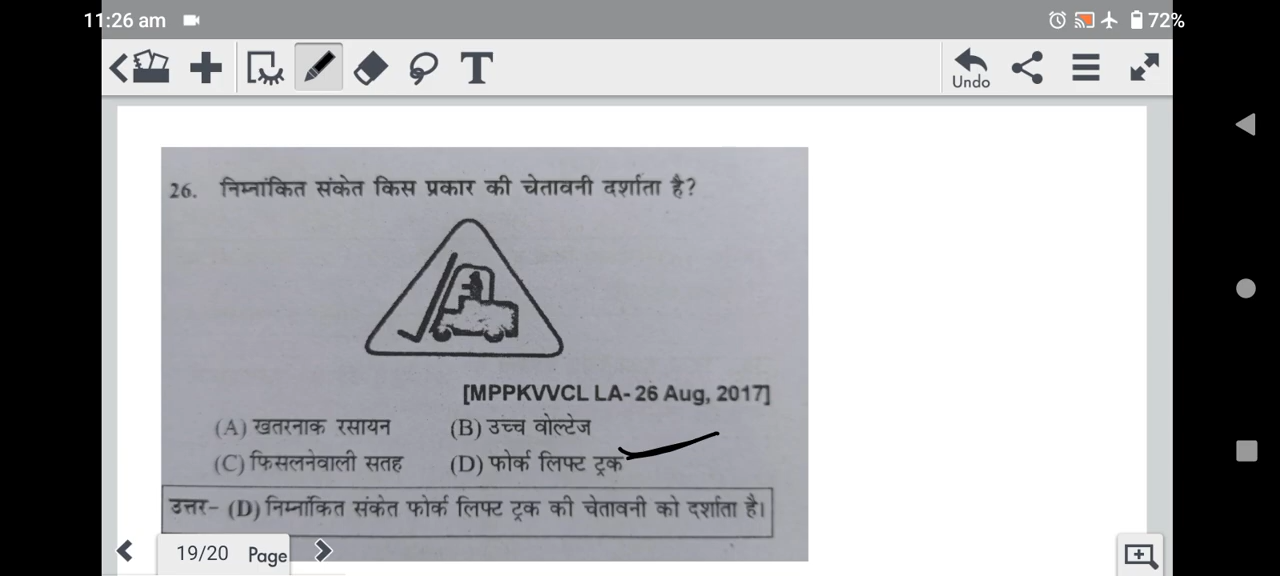 11:26 am
72%
T
Undo
26. निम्नांकित संकेत किस प्रकार की चेतावनी दर्शाता है?
[MPPKVVCL LA- 26 Aug, 2017]
(A) खतरनाक रसायन (B) उच्च वोल्टेज
(C) फिसलनेवाली सतह (D) फोर्क लिफ्ट ट्रक
उत्तर- (D) निम्नांकित संकेत फोर्क लिफ्ट ट्रक की चेतावनी को दर्शाता है।
19/20 Page